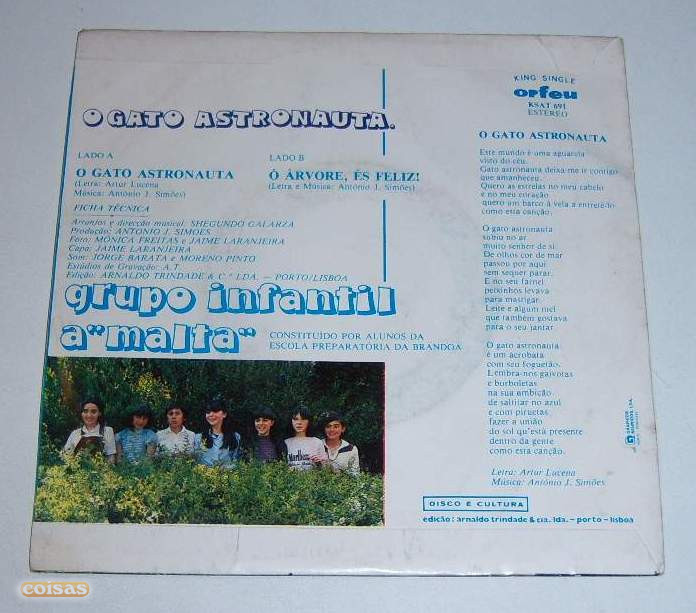 KING SINGLE
orfeu
KSAT 691
ESTÉREO
O GATO ASTRONAUTA.
LADO A
O GATO ASTRONAUTA
(Letra: Artur Lucena
Música: António J. Simões)
LADO B
Ó ÁRVORE, ÉS FELIZ!
(Letra e Música: António J. Simões)
FICHA TÉCNICA
Arranjos e direcção musical: SHEGUNDO GALARZA
Produção: ANTÓNIO J. SIMÕES
Foto: MÓNICA FREITAS e JAIME LARANJEIRA
Capa: JAIME LARANJEIRA
Som: JORGE BARATA e MORENO PINTO
Estúdios de Gravação: A.T.
Edição: ARNALDO TRINDADE & C.ª LDA. — PORTO/LISBOA
grupo infantil
a "malta"
CONSTITUÍDO POR ALUNOS DA
ESCOLA PREPARATÓRIA DA BRANDOA
Marlboro
O GATO ASTRONAUTA
Este mundo é uma aguarela
visto do céu.
Gato astronauta deixa-me ir contigo
que amanheceu.
Quero as estrelas no meu cabelo
e no meu coração
quero um barco à vela a entretê-lo
com esta canção.
O gato astronauta
subiu no ar
muito senhor de si.
De olhos cor de mar
passou por aqui
sem sequer parar.
E no seu farnel
peixinhos levava
para mastigar.
Leite e algum mel
que também gostava
para o seu jantar.
O gato astronauta
é um acrobata
com seu foguetão.
Lembra-nos gaivotas
e borboletas
na sua ambição
de saltitar no azul
e com piruetas
fazer a união
do sol qu'está presente
dentro da gente
como esta canção.
Letra: Artur Lucena
Música: António J. Simões
DISCO E CULTURA
edição: arnaldo trindade & cia. lda. – porto – lisboa
coisas